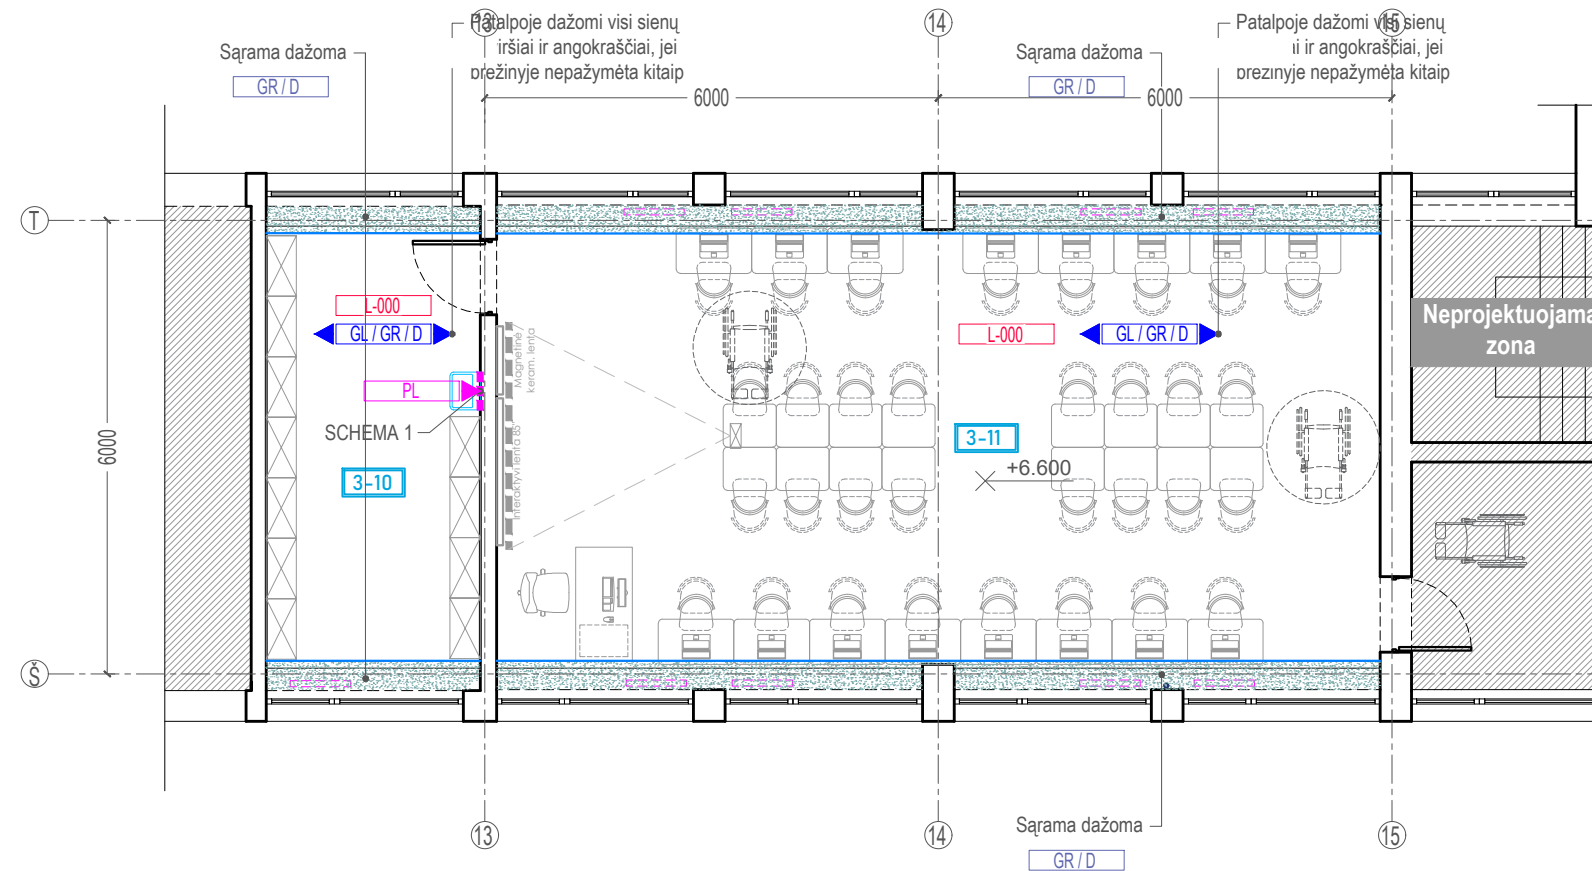 Patalpoje dažomi visi sienų
iršiai ir angokraščiai, jei
brėžinyje nepažymėta kitaip
13
14
Patalpoje dažomi visi sienų
ir angokraščiai, jei
brėžinyje nepažymėta kitaip
15
Sąrama dažoma
GR / D
Sąrama dažoma
GR / D
6000
6000
T
L-000
GL / GR / D
L-000
GL / GR / D
Neprojektuojama
zona
Magnetinė
keram. lenta
PL
SCHEMA 1
6000
3-10
Interaktyvi lenta 85"
3-11
+6.600
Š
13
14
15
Sąrama dažoma
GR / D